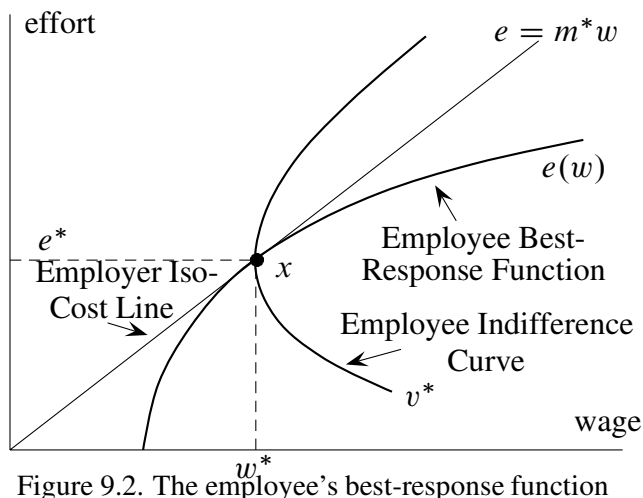 effort
e = m*w
e(w)
e*
x
Employee Best-
Response Function
Employer Iso-
Cost Line
Employee Indifference
Curve
v*
wage
w*
Figure 9.2. The employee's best-response function